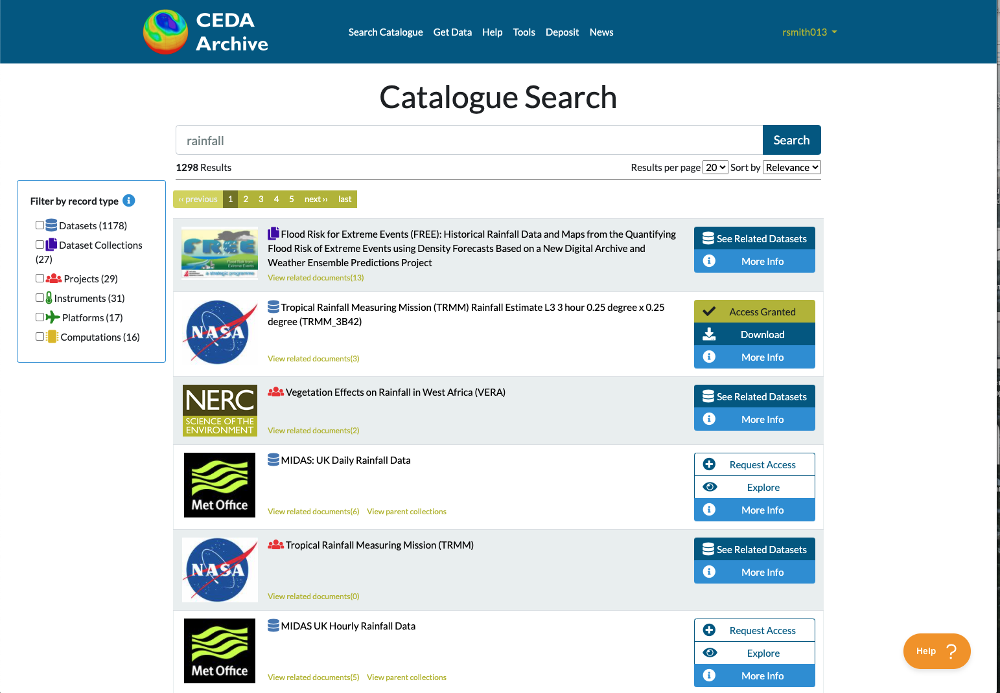 CEDA
Archive
Search Catalogue Get Data Help Tools Deposit News
rsmith013
Catalogue Search
rainfall
Search
1298 Results
Results per page 20 Sort by Relevance
Filter by record type
Datasets (1178)
Dataset Collections
(27)
Projects (29)
Instruments (31)
Platforms (17)
Computations (16)
‹‹ previous 1 2 3 4 5 next ›› last
FREE
Flood Risk from
Extreme Events
a strategic programme
Flood Risk for Extreme Events (FREE): Historical Rainfall Data and Maps from the Quantifying
Flood Risk of Extreme Events using Density Forecasts Based on a New Digital Archive and
Weather Ensemble Predictions Project
View related documents(13)
See Related Datasets
More Info
NASA
Tropical Rainfall Measuring Mission (TRMM) Rainfall Estimate L3 3 hour 0.25 degree x 0.25
degree (TRMM_3B42)
View related documents(3)
Access Granted
Download
More Info
NERC
SCIENCE OF THE
ENVIRONMENT
Vegetation Effects on Rainfall in West Africa (VERA)
View related documents(2)
See Related Datasets
More Info
Met Office
MIDAS: UK Daily Rainfall Data
View related documents(6) View parent collections
Request Access
Explore
More Info
NASA
Tropical Rainfall Measuring Mission (TRMM)
View related documents(0)
See Related Datasets
More Info
Met Office
MIDAS UK Hourly Rainfall Data
View related documents(5) View parent collections
Request Access
Explore
More Info
Help ?